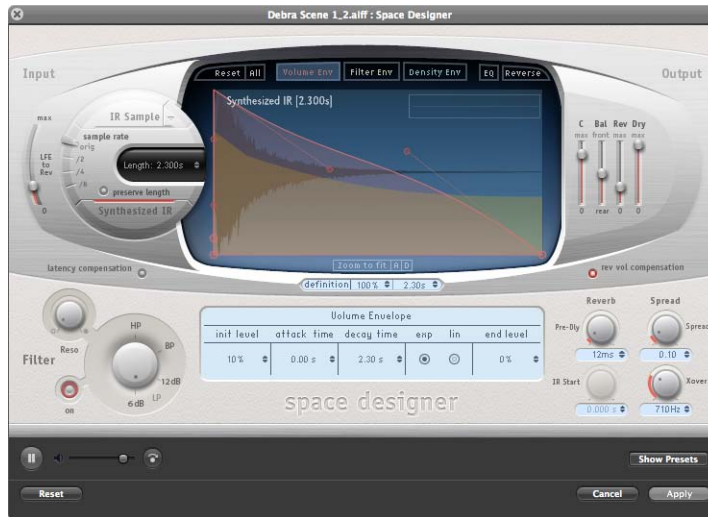 Debra Scene 1_2.aiff : Space Designer
Input
Output
Reset All Volume Env Filter Env Density Env EQ Reverse
Synthesized IR [2.300s]
IR Sample
sample rate
orig
/2
/4
/8
Length: 2.300s
preserve length
Synthesized IR
max
LFE
to
Rev
0
C Bal Rev Dry
max front max max
0 rear 0 0
latency compensation
rev vol compensation
Zoom to fit A D
definition 100% 2.30s
Volume Envelope
init level attack time decay time exp lin end level
10% 0.00 s 2.30 s 0%
space designer
Filter
Reso
on
HP
BP
12dB
LP
6dB
Reverb Spread
Pre-Dly Spread
12ms 0.10
IR Start Xover
0.000 s 710Hz
Show Presets
Reset Cancel Apply